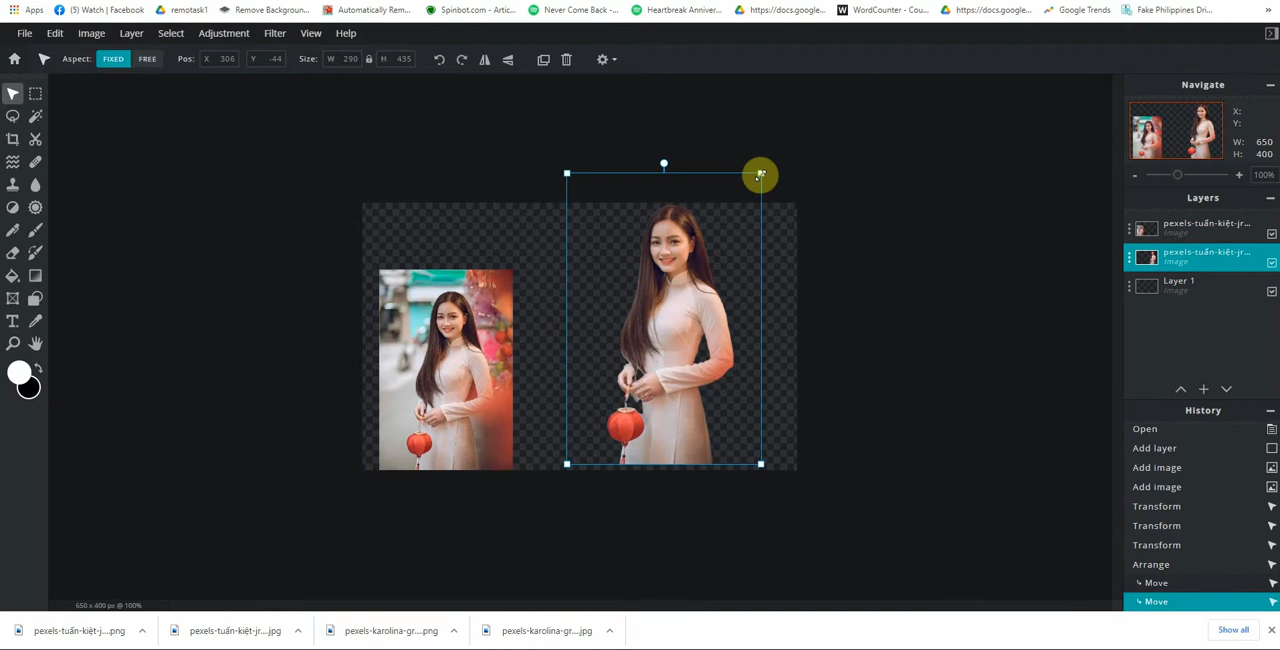 Apps (5) Watch | Facebook remotask1 Remove Background... Automatically Rem... Spinbot.com - Artic... Never Come Back -... Heartbreak Anniver... https://docs.google... WordCounter - Cou... https://docs.google... Google Trends Fake Philippines Dri... »
File Edit Image Layer Select Adjustment Filter View Help
Aspect: FIXED FREE Pos: X 306 Y -44 Size: W 290 H 435
Navigate
X:
Y:
W: 650
H: 400
- + 100%
Layers
pexels-tuấn-kiệt-jr...
Image
pexels-tuấn-kiệt-jr...
Image
Layer 1
Image
History
Open
Add layer
Add image
Add image
Transform
Transform
Transform
Arrange
↳ Move
↳ Move
650 x 400 px @ 100%
pexels-tuấn-kiệt-j....png pexels-tuấn-kiệt-jr....jpg pexels-karolina-gr....png pexels-karolina-gr....jpg Show all